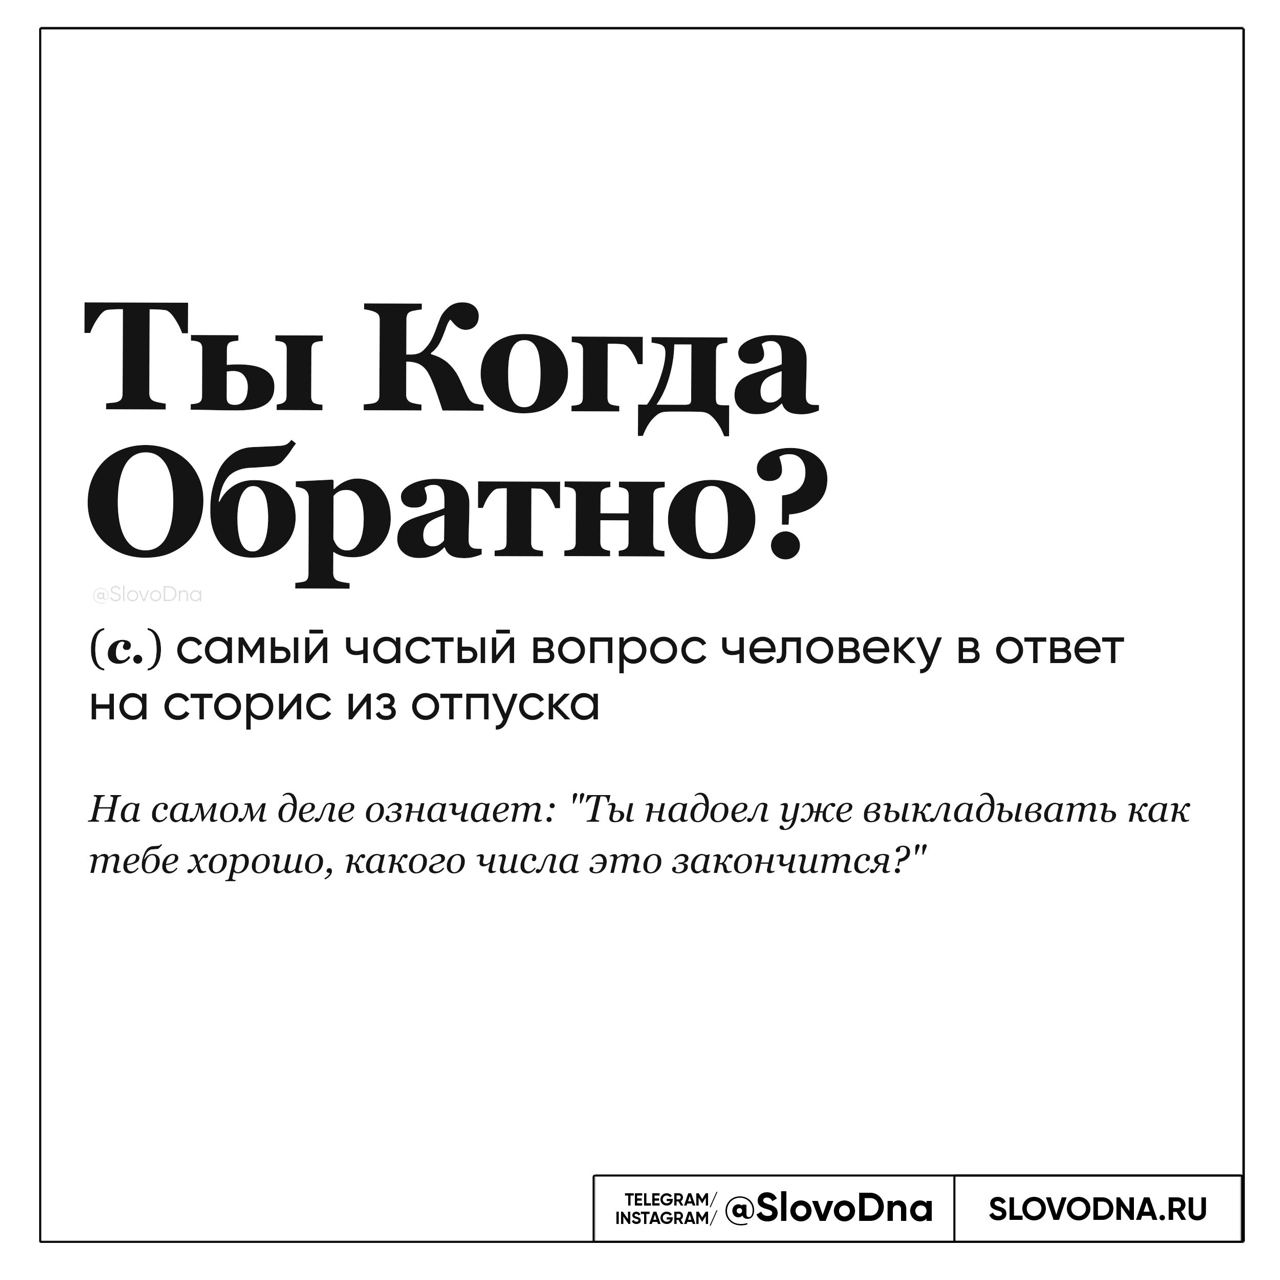 Ты Когда
Обратно?
@SlovoDna
(с.) самый частый вопрос человеку в ответ
на сторис из отпуска
На самом деле означает: "Ты надоел уже выкладывать как
тебе хорошо, какого числа это закончится?"
TELEGRAM/
INSTAGRAM/
@SlovoDna
SLOVODNA.RU